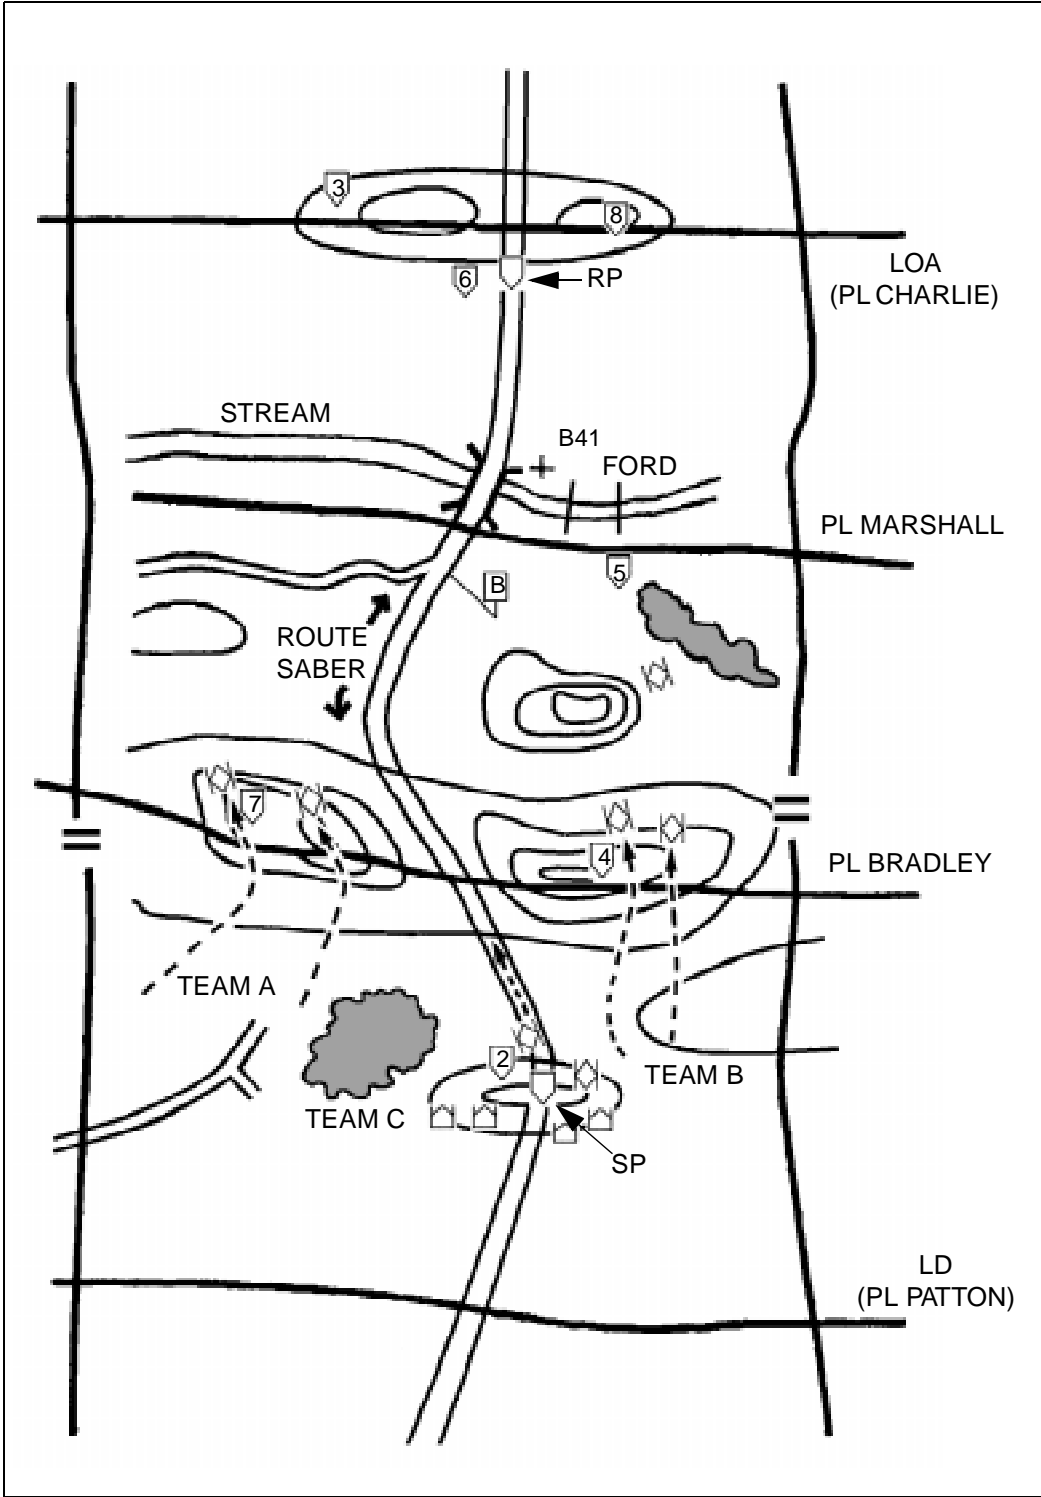 3
8
LOA
(PL CHARLIE)
6
RP
STREAM
B41
FORD
PL MARSHALL
5
B
ROUTE
SABER
7
4
PL BRADLEY
TEAM A
2
TEAM B
TEAM C
SP
LD
(PL PATTON)